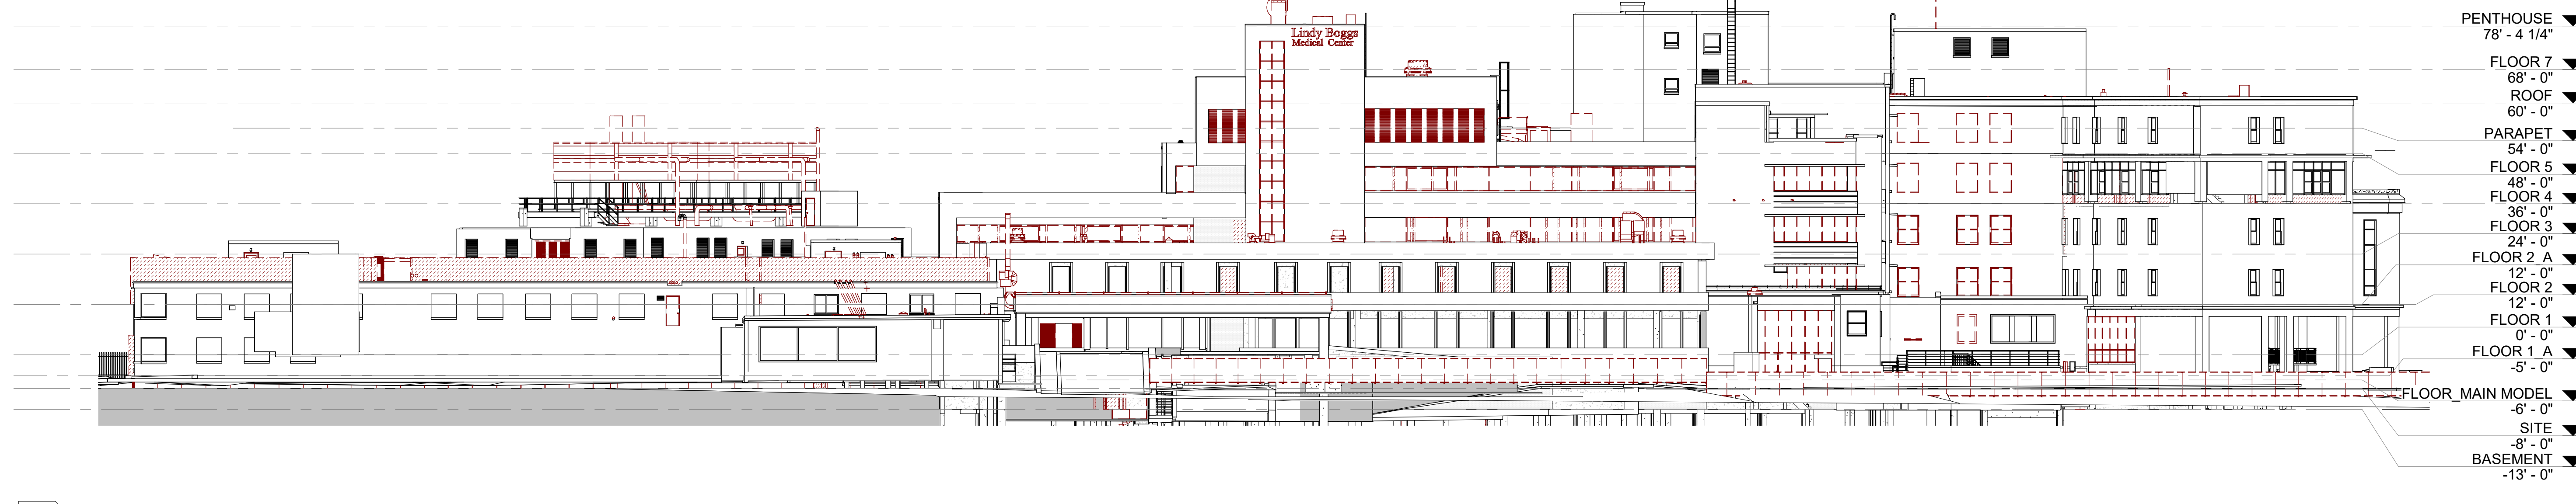 Lindy Boggs
Medical Center
PENTHOUSE
78' - 4 1/4"
FLOOR 7
68' - 0"
ROOF
60' - 0"
PARAPET
54' - 0"
FLOOR 5
48' - 0"
FLOOR 4
36' - 0"
FLOOR 3
24' - 0"
FLOOR 2_A
12' - 0"
FLOOR 2
12' - 0"
FLOOR 1
0' - 0"
FLOOR 1_A
-5' - 0"
FLOOR_MAIN MODEL
-6' - 0"
SITE
-8' - 0"
BASEMENT
-13' - 0"